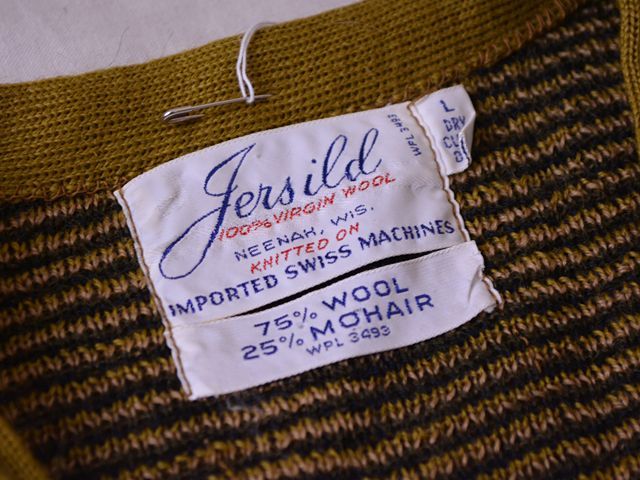 Jersild
WPL 3493
100% VIRGIN WOOL
NEENAH, WIS.
KNITTED ON
IMPORTED SWISS MACHINES
75% WOOL
25% MOHAIR
WPL 3493
L
DRY